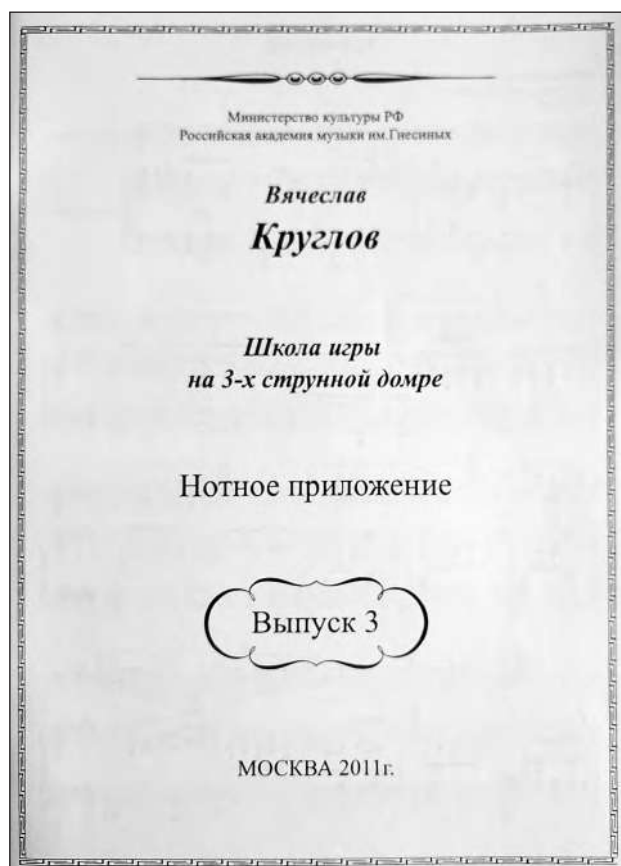 Министерство культуры РФ
Российская академия музыки им.Гнесиных
Вячеслав
Круглов
Школа игры
на 3-х струнной домре
Нотное приложение
Выпуск 3
МОСКВА 2011г.